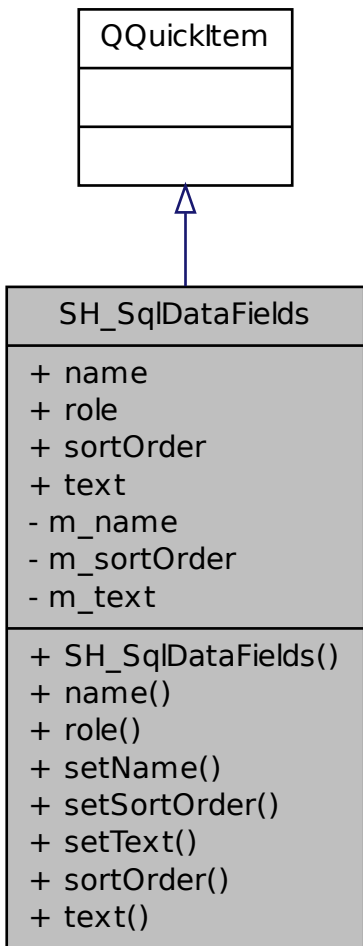 QQuickItem
SH_SqlDataFields
+ name
+ role
+ sortOrder
+ text
- m_name
- m_sortOrder
- m_text
+ SH_SqlDataFields()
+ name()
+ role()
+ setName()
+ setSortOrder()
+ setText()
+ sortOrder()
+ text()